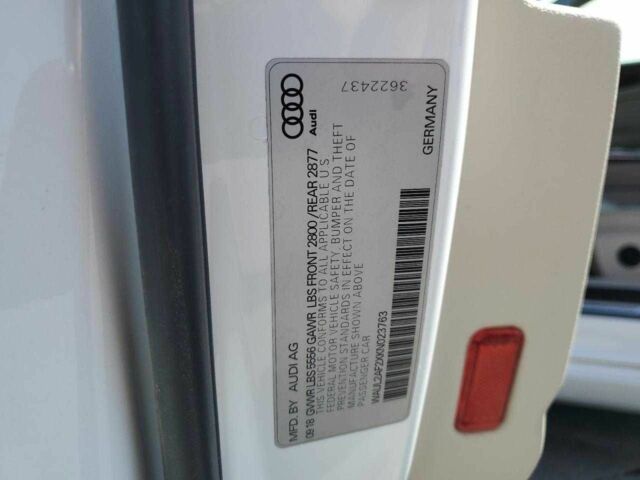 Audi
3622437
MFD.BY AUDI AG
GERMANY
09.18 GVWR LBS 5556 GAWR LBS FRONT 2800 /REAR 2877
THIS VEHICLE CONFORMS TO ALL APPLICABLE U S
FEDERAL MOTOR VEHICLE SAFETY, BUMPER AND THEFT
PREVENTION STANDARDS IN EFFECT ON THE DATE OF
MANUFACTURE SHOWN ABOVE
PASSENGER CAR
WAUL2AF2XKN023763